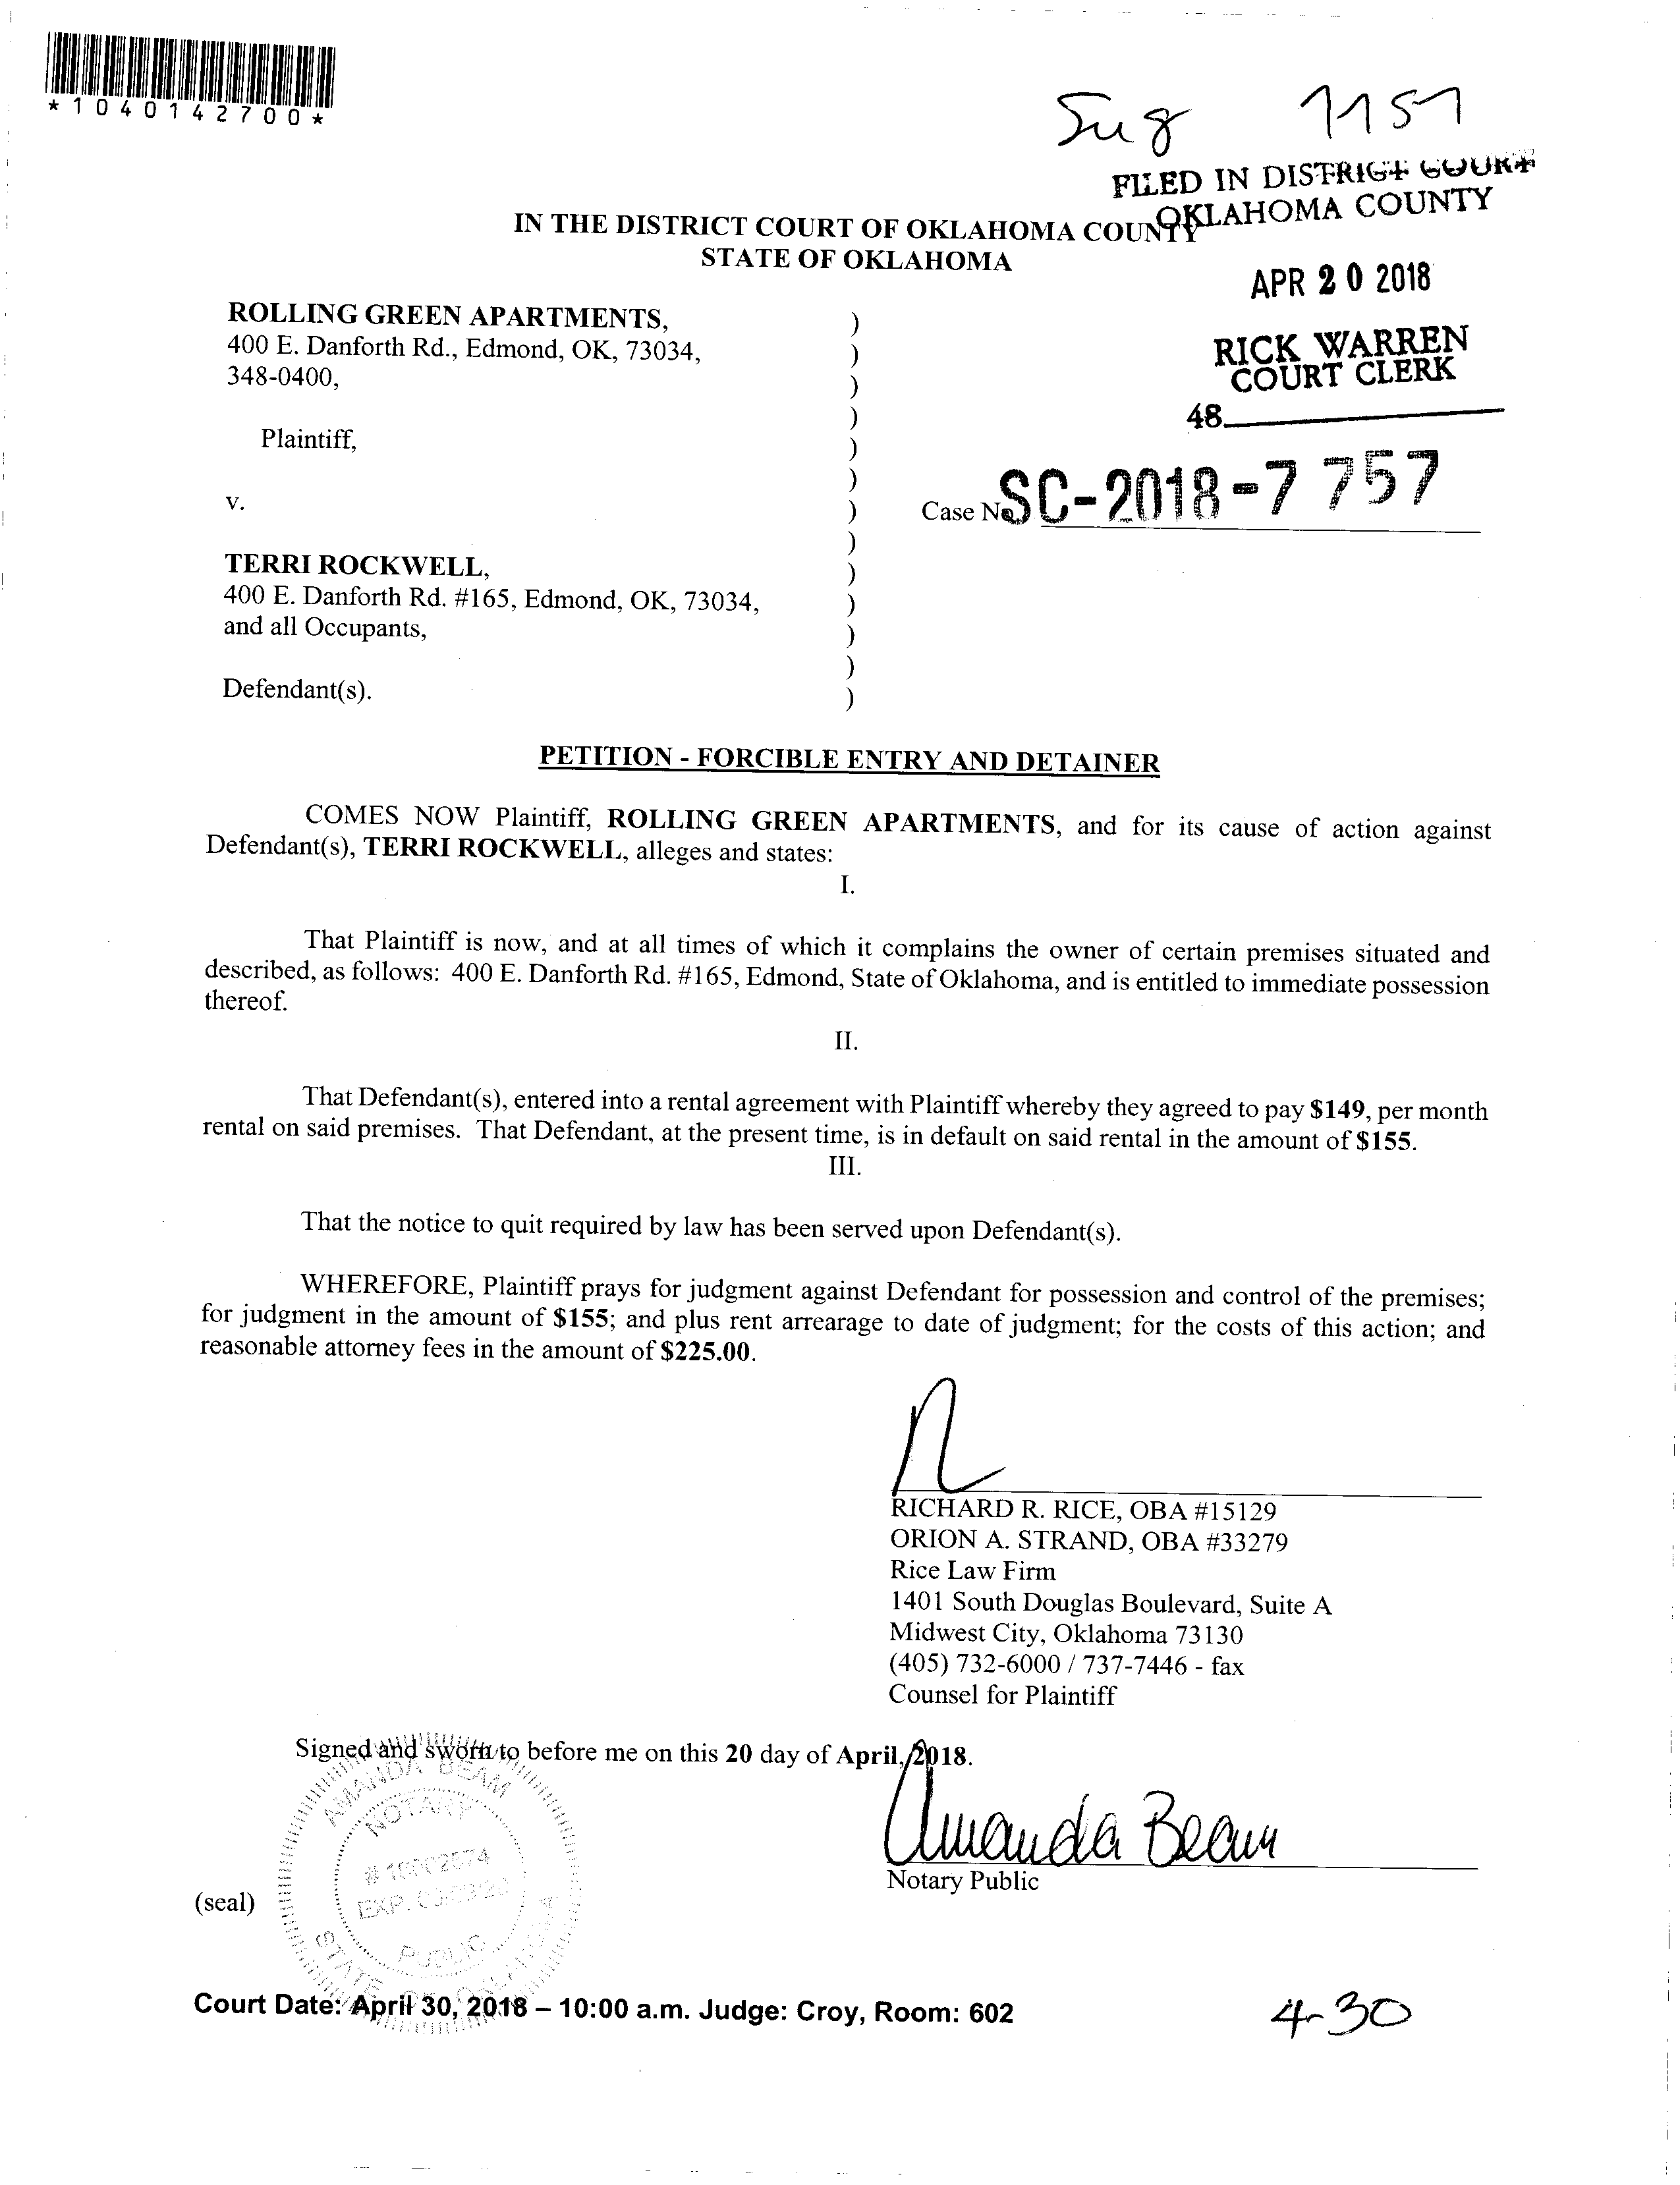 *1040142700*
7757
FILED IN DISTRICT COURT
OKLAHOMA COUNTY
IN THE DISTRICT COURT OF OKLAHOMA COUNTY
STATE OF OKLAHOMA
APR 20 2018
RICK WARREN
COURT CLERK
48
ROLLING GREEN APARTMENTS, )
400 E. Danforth Rd., Edmond, OK, 73034, )
348-0400, )
)
Plaintiff, )
)
v. ) Case No SC-2018-7757
)
TERRI ROCKWELL, )
400 E. Danforth Rd. #165, Edmond, OK, 73034, )
and all Occupants, )
)
Defendant(s). )
PETITION - FORCIBLE ENTRY AND DETAINER
COMES NOW Plaintiff, ROLLING GREEN APARTMENTS, and for its cause of action against
Defendant(s), TERRI ROCKWELL, alleges and states:
I.
That Plaintiff is now, and at all times of which it complains the owner of certain premises situated and
described, as follows: 400 E. Danforth Rd. #165, Edmond, State of Oklahoma, and is entitled to immediate possession
thereof.
II.
That Defendant(s), entered into a rental agreement with Plaintiff whereby they agreed to pay $149, per month
rental on said premises. That Defendant, at the present time, is in default on said rental in the amount of $155.
III.
That the notice to quit required by law has been served upon Defendant(s).
WHEREFORE, Plaintiff prays for judgment against Defendant for possession and control of the premises;
for judgment in the amount of $155; and plus rent arrearage to date of judgment; for the costs of this action; and
reasonable attorney fees in the amount of $225.00.
RICHARD R. RICE, OBA #15129
ORION A. STRAND, OBA #33279
Rice Law Firm
1401 South Douglas Boulevard, Suite A
Midwest City, Oklahoma 73130
(405) 732-6000 / 737-7446 - fax
Counsel for Plaintiff
Signed and sworn to before me on this 20 day of April, 2018.
AMANDA BEAM
NOTARY
# 18002574
EXP.
PUBLIC
STATE OF OKLAHOMA
Amanda Beam
Notary Public
(seal)
Court Date: April 30, 2018 – 10:00 a.m. Judge: Croy, Room: 602
4-30